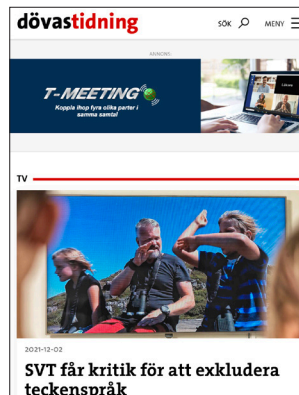 dövastidning
SÖK
MENY
ANNONS:
T-MEETING
Koppla ihop fyra olika parter i
samma samtal
TV
2021-12-02
SVT får kritik för att exkludera
teckenspråk